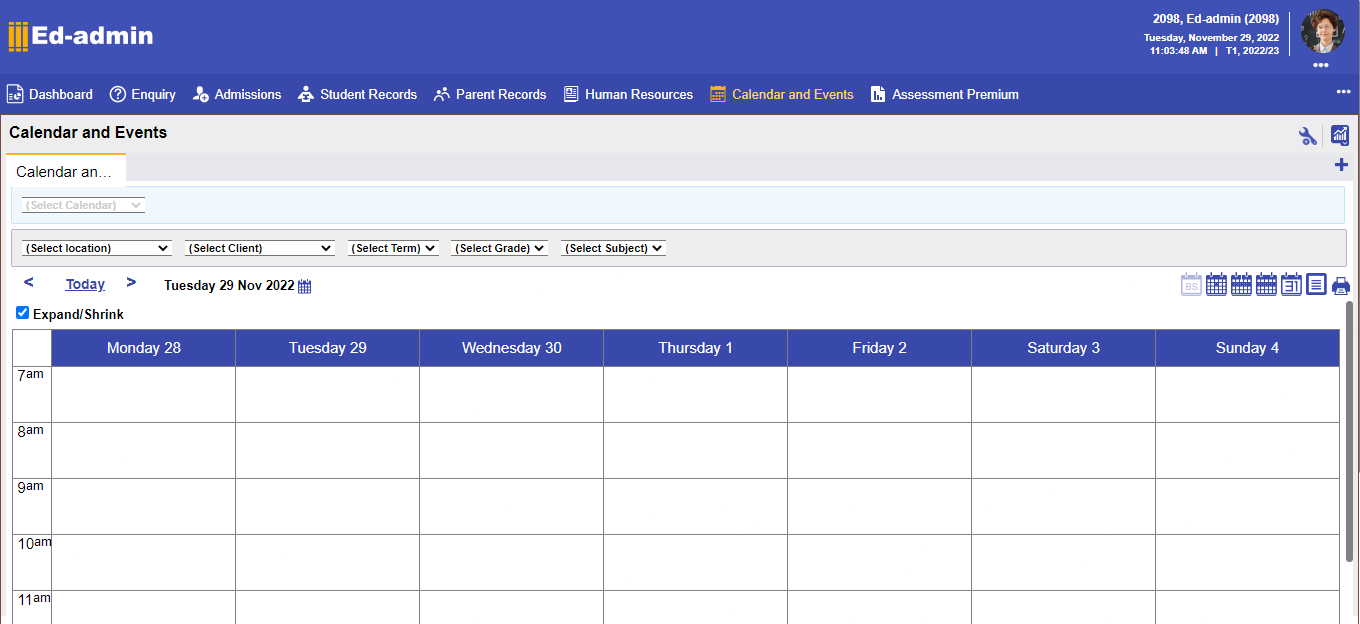 Ed-admin
2098, Ed-admin (2098)
Tuesday, November 29, 2022
11:03:48 AM | T1, 2022/23
Dashboard Enquiry Admissions Student Records Parent Records Human Resources Calendar and Events Assessment Premium
Calendar and Events
Calendar an...
(Select Calendar)
(Select location) (Select Client) (Select Term) (Select Grade) (Select Subject)
< Today > Tuesday 29 Nov 2022 BS 31
Expand/Shrink
Monday 28 Tuesday 29 Wednesday 30 Thursday 1 Friday 2 Saturday 3 Sunday 4
7am
8am
9am
10am
11am